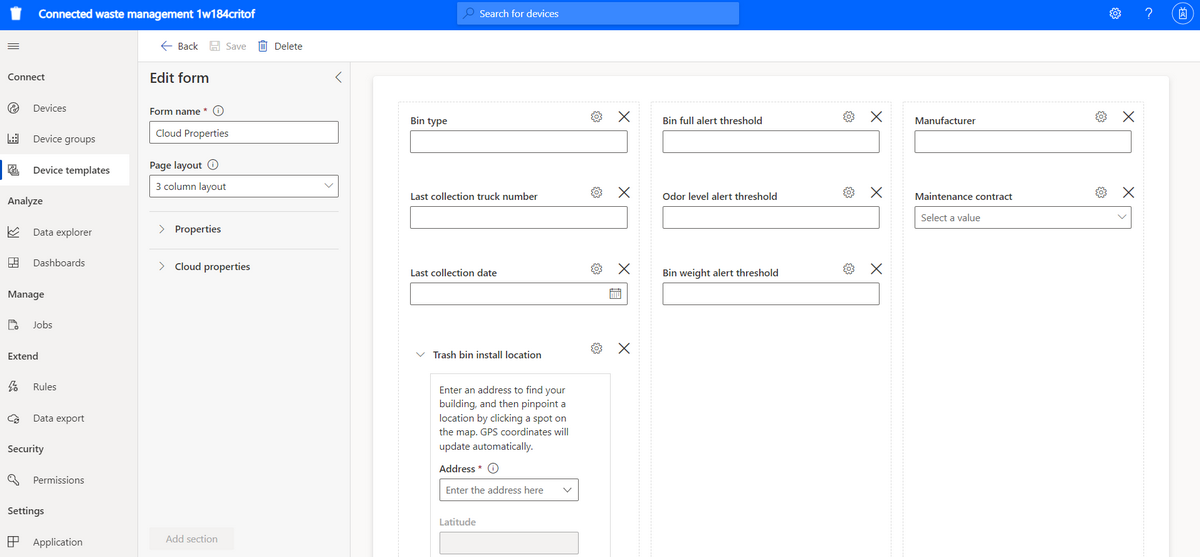 Connected waste management 1w184critof
Search for devices
?
Connect
Devices
Device groups
Device templates
Analyze
Data explorer
Dashboards
Manage
Jobs
Extend
Rules
Data export
Security
Permissions
Settings
Application
Back
Save
Delete
Edit form
Form name *
Cloud Properties
Page layout
3 column layout
Properties
Cloud properties
Add section
Bin type
Last collection truck number
Last collection date
Trash bin install location
Enter an address to find your
building, and then pinpoint a
location by clicking a spot on
the map. GPS coordinates will
update automatically.
Address *
Enter the address here
Latitude
Bin full alert threshold
Odor level alert threshold
Bin weight alert threshold
Manufacturer
Maintenance contract
Select a value